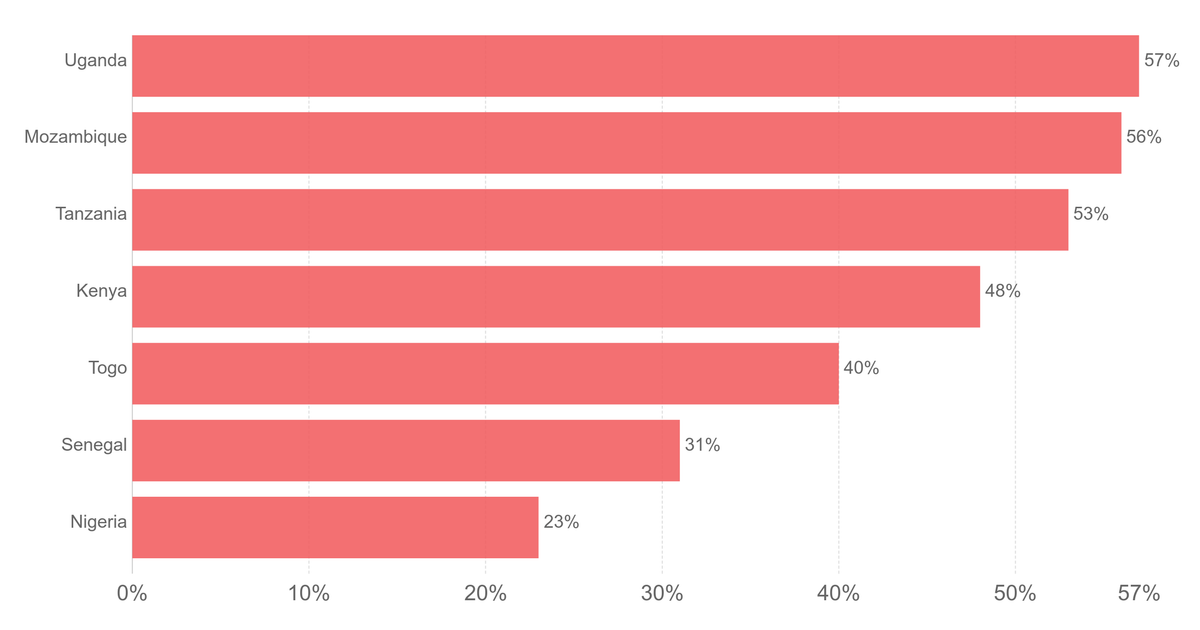 Uganda 57%
Mozambique 56%
Tanzania 53%
Kenya 48%
Togo 40%
Senegal 31%
Nigeria 23%
0% 10% 20% 30% 40% 50% 57%